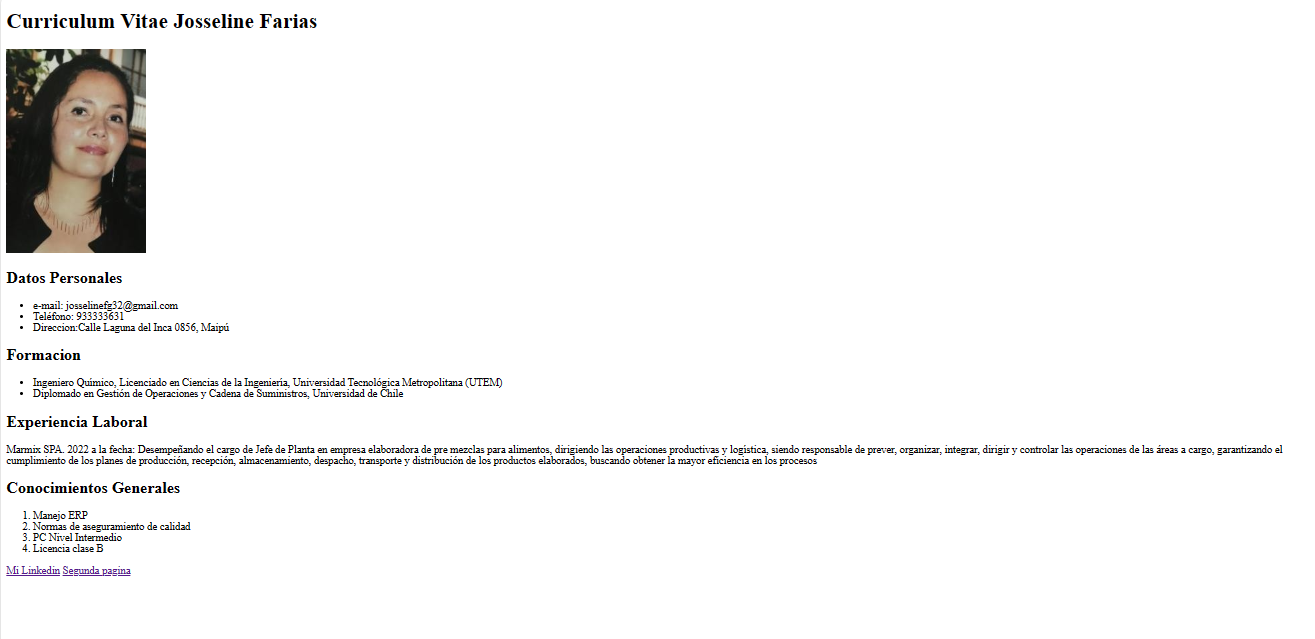 Curriculum Vitae Josseline Farias
Datos Personales
• e-mail: josselinefg32@gmail.com
• Teléfono: 933333631
• Direccion:Calle Laguna del Inca 0856, Maipú
Formacion
• Ingeniero Químico, Licenciado en Ciencias de la Ingeniería, Universidad Tecnológica Metropolitana (UTEM)
• Diplomado en Gestión de Operaciones y Cadena de Suministros, Universidad de Chile
Experiencia Laboral
Marmix SPA. 2022 a la fecha: Desempeñando el cargo de Jefe de Planta en empresa elaboradora de pre mezclas para alimentos, dirigiendo las operaciones productivas y logística, siendo responsable de prever, organizar, integrar, dirigir y controlar las operaciones de las áreas a cargo, garantizando el
cumplimiento de los planes de producción, recepción, almacenamiento, despacho, transporte y distribución de los productos elaborados, buscando obtener la mayor eficiencia en los procesos
Conocimientos Generales
1. Manejo ERP
2. Normas de aseguramiento de calidad
3. PC Nivel Intermedio
4. Licencia clase B
Mi Linkedin Segunda pagina